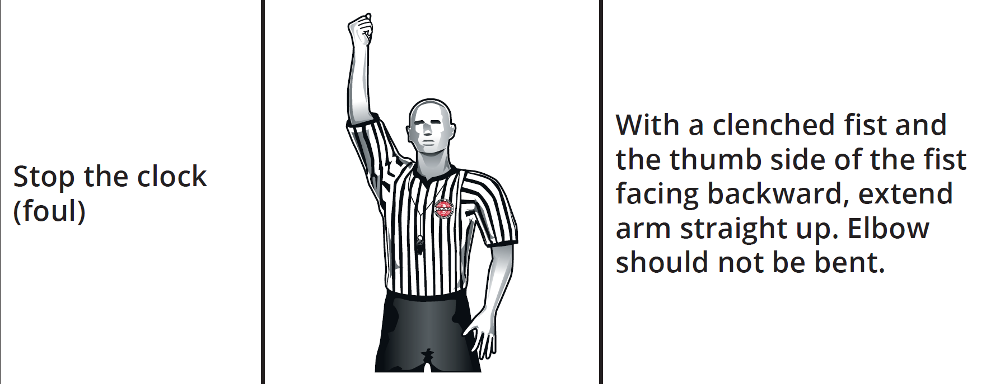 Stop the clock
(foul)
With a clenched fist and
the thumb side of the fist
facing backward, extend
arm straight up. Elbow
should not be bent.